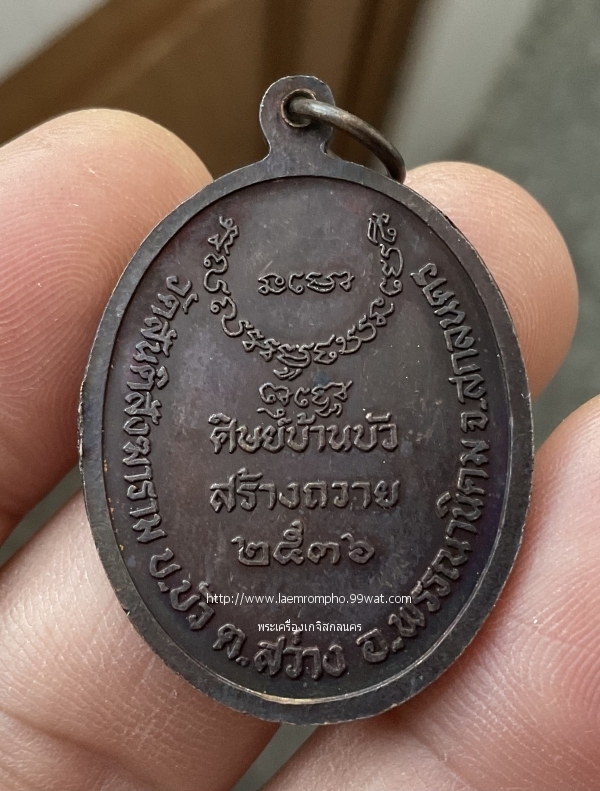 ศิษย์บ้านบัว
สร้างถวาย
๒๕๓๖
วัดสันติสังฆาราม บ.บัว ต.สว่าง อ.พรรณานิคม จ.สกลนคร
http://www.laemrompho.99wat.com
พระเครื่องเกจิสกลนคร